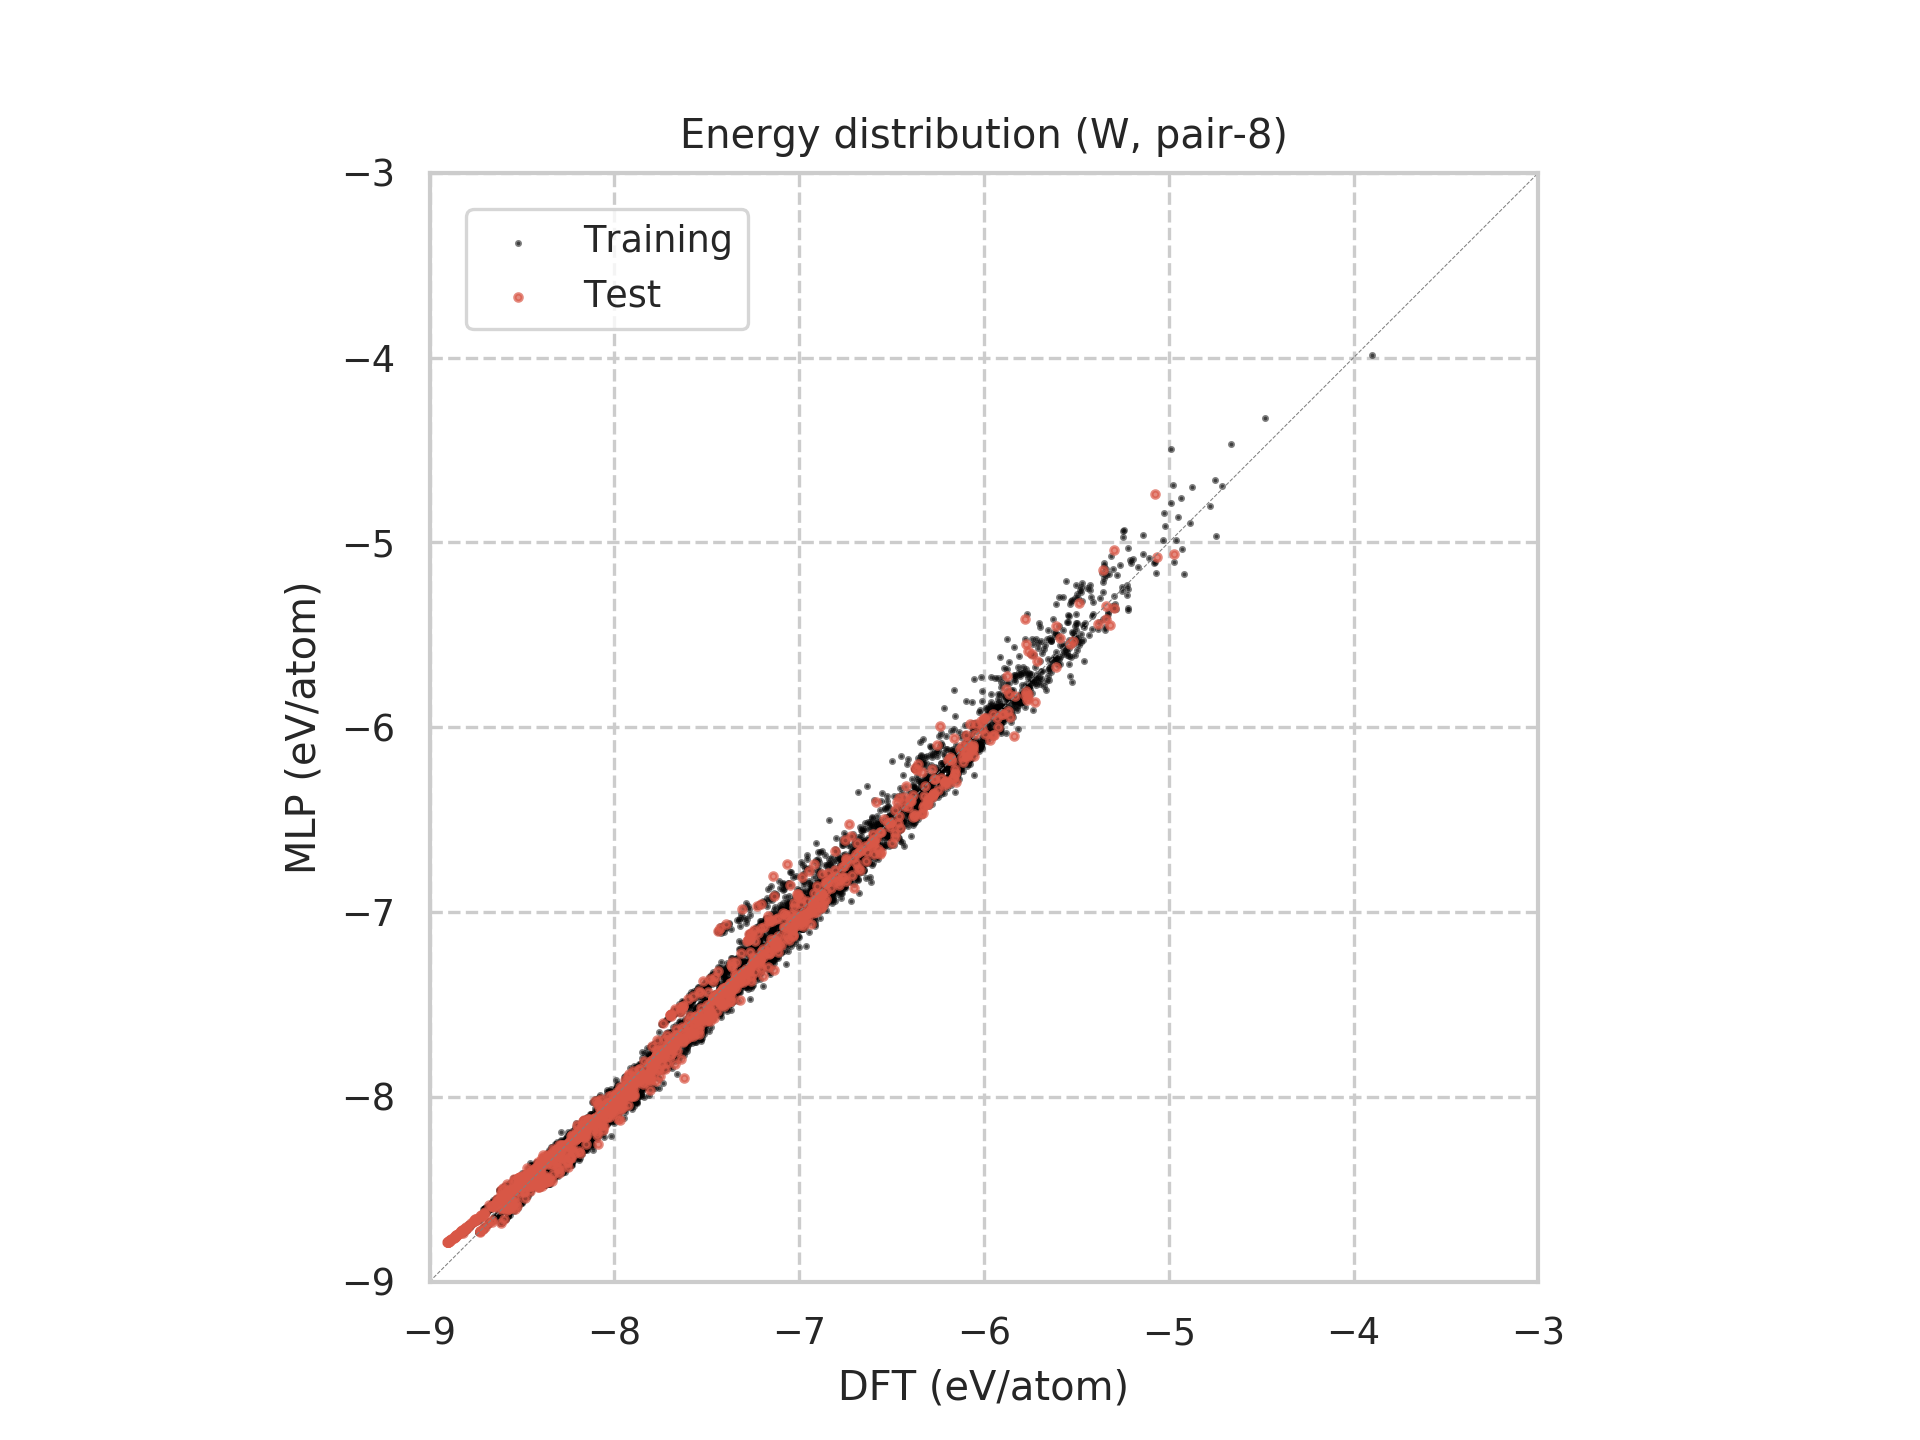 Energy distribution (W, pair-8)
−3
Training
Test
−4
−5
−6
−7
−8
−9
MLP (eV/atom)
−9 −8 −7 −6 −5 −4 −3
DFT (eV/atom)